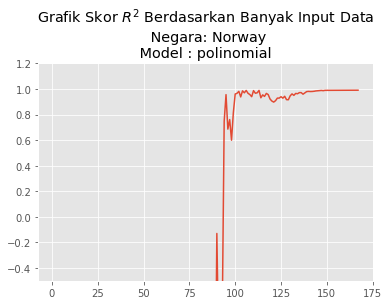 Grafik Skor $R^2$ Berdasarkan Banyak Input Data
Negara: Norway
Model : polinomial
1.2
1.0
0.8
0.6
0.4
0.2
0.0
−0.2
−0.4
0 25 50 75 100 125 150 175